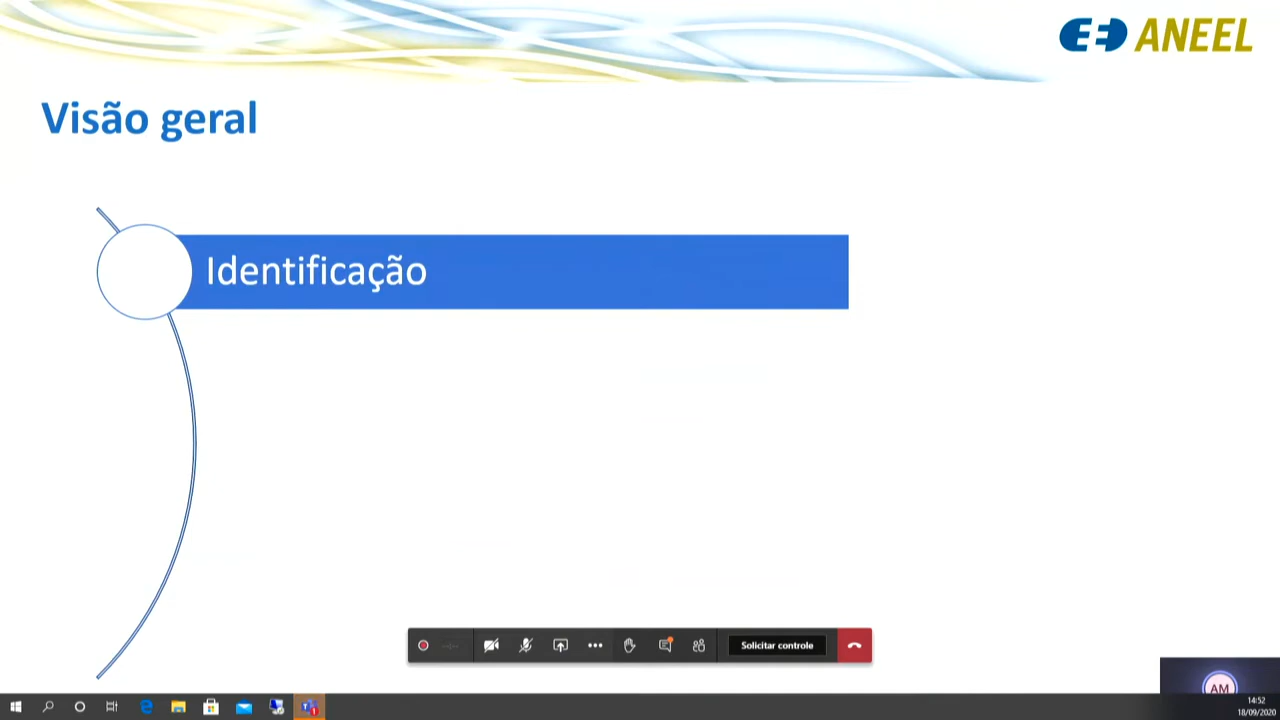 ANEEL
Visão geral
Identificação
Solicitar controle
AM
14:52
18/09/2020